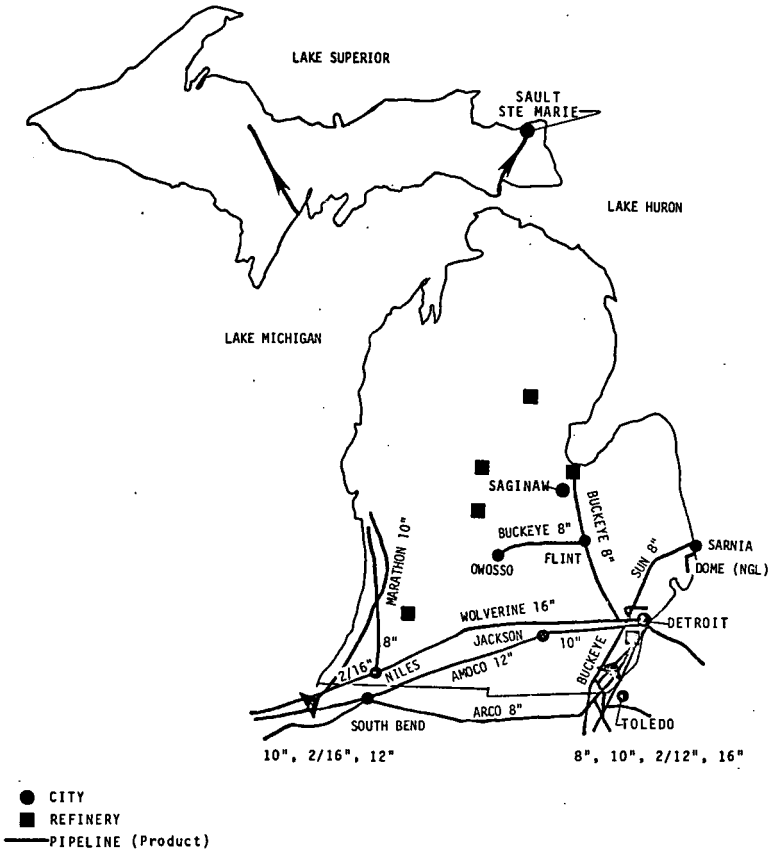 LAKE SUPERIOR
SAULT
STE MARIE
LAKE HURON
LAKE MICHIGAN
SAGINAW
BUCKEYE 8"
BUCKEYE 8"
OWOSSO
FLINT
SUN 8"
SARNIA
DOME (NGL)
MARATHON 10"
WOLVERINE 16"
DETROIT
8"
JACKSON
10"
2/16"
NILES
AMOCO 12"
BUCKEYE
SOUTH BEND
ARCO 8"
TOLEDO
10", 2/16", 12"
8", 10", 2/12", 16"
CITY
REFINERY
PIPELINE (Product)